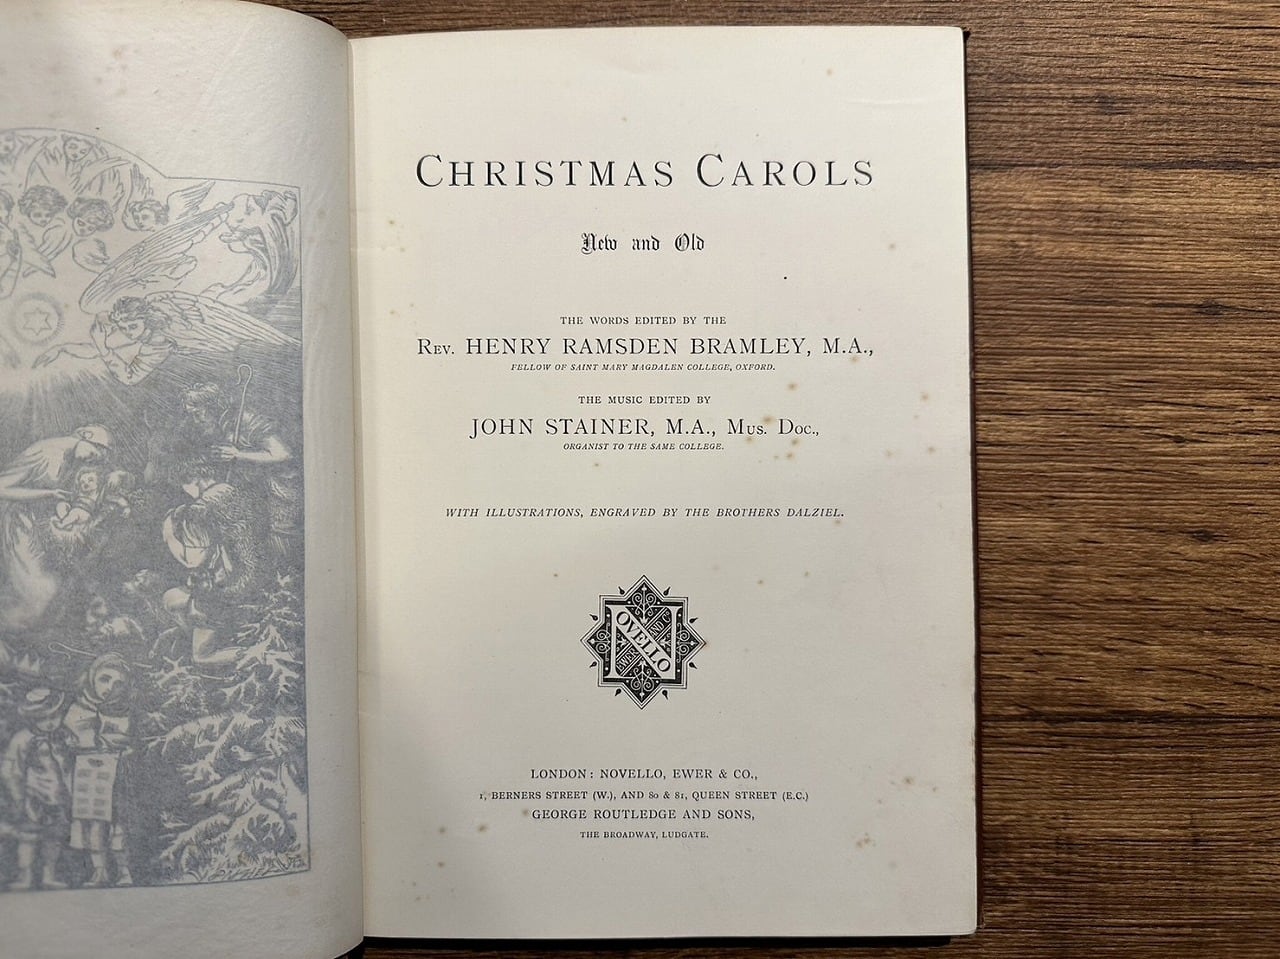 CHRISTMAS CAROLS
New and Old
THE WORDS EDITED BY THE
REV. HENRY RAMSDEN BRAMLEY, M.A.,
FELLOW OF SAINT MARY MAGDALEN COLLEGE, OXFORD.
THE MUSIC EDITED BY
JOHN STAINER, M.A., MUS. DOC.,
ORGANIST TO THE SAME COLLEGE.
WITH ILLUSTRATIONS, ENGRAVED BY THE BROTHERS DALZIEL.
NOVELLO
EWER AND Co
LONDON: NOVELLO, EWER & CO.,
1, BERNERS STREET (W.), AND 80 & 81, QUEEN STREET (E.C.)
GEORGE ROUTLEDGE AND SONS,
THE BROADWAY, LUDGATE.